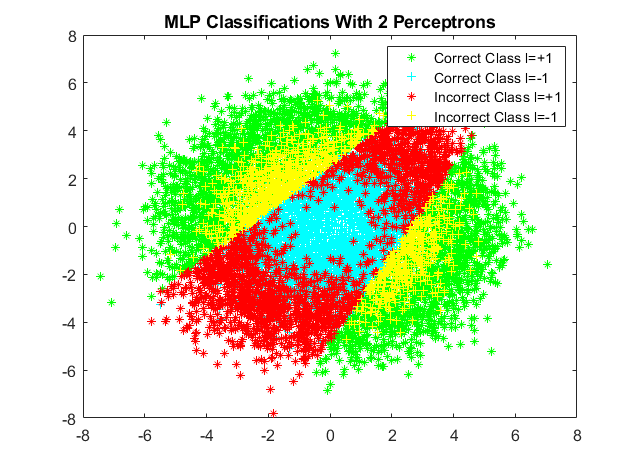 MLP Classifications With 2 Perceptrons
Correct Class l=+1
Correct Class l=-1
Incorrect Class l=+1
Incorrect Class l=-1
8
6
4
2
0
-2
-4
-6
-8
-8 -6 -4 -2 0 2 4 6 8